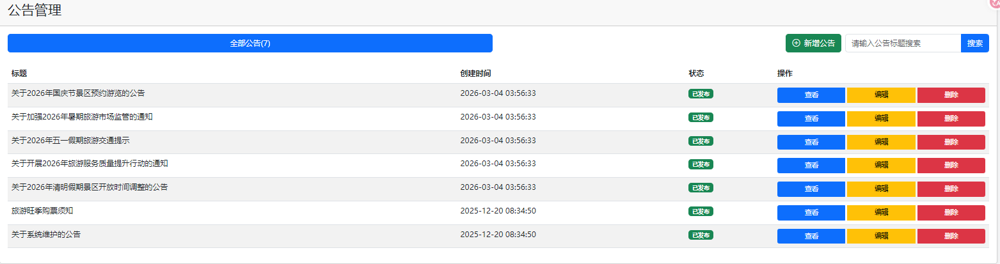 公告管理
全部公告(7) 新增公告 请输入公告标题搜索 搜索
标题 创建时间 状态 操作
关于2026年国庆节景区预约游览的公告 2026-03-04 03:56:33 已发布 查看 编辑 删除
关于加强2026年暑期旅游市场监管的通知 2026-03-04 03:56:33 已发布 查看 编辑 删除
关于2026年五一假期旅游交通提示 2026-03-04 03:56:33 已发布 查看 编辑 删除
关于开展2026年旅游服务质量提升行动的通知 2026-03-04 03:56:33 已发布 查看 编辑 删除
关于2026年清明假期景区开放时间调整的公告 2026-03-04 03:56:33 已发布 查看 编辑 删除
旅游旺季购票须知 2025-12-20 08:34:50 已发布 查看 编辑 删除
关于系统维护的公告 2025-12-20 08:34:50 已发布 查看 编辑 删除